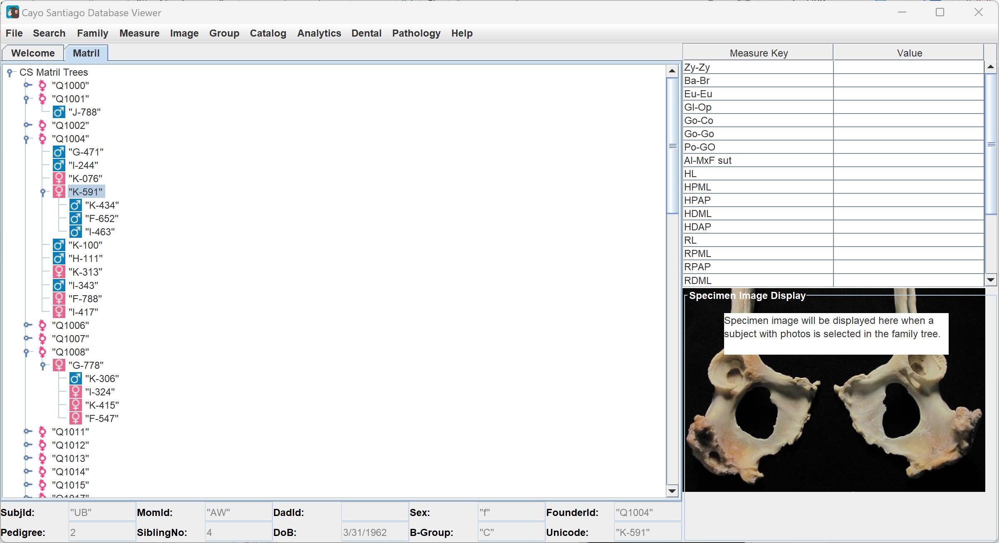 Cayo Santiago Database Viewer
File Search Family Measure Image Group Catalog Analytics Dental Pathology Help
Welcome Matril
CS Matril Trees
"Q1000"
"Q1001"
"J-788"
"Q1002"
"Q1004"
"G-471"
"I-244"
"K-076"
"K-591"
"K-434"
"F-652"
"I-463"
"K-100"
"H-111"
"K-313"
"I-343"
"F-788"
"I-417"
"Q1006"
"Q1007"
"Q1008"
"G-778"
"K-306"
"I-324"
"K-415"
"F-547"
"Q1011"
"Q1012"
"Q1013"
"Q1014"
"Q1015"
"Q1017"
Measure Key Value
Zy-Zy
Ba-Br
Eu-Eu
Gl-Op
Go-Co
Go-Go
Po-GO
Al-MxF sut
HL
HPML
HPAP
HDML
HDAP
RL
RPML
RPAP
RDML
Specimen Image Display
Specimen image will be displayed here when a
subject with photos is selected in the family tree.
SubjId: "UB" MomId: "AW" DadId: Sex: "f" FounderId: "Q1004"
Pedigree: 2 SiblingNo: 4 DoB: 3/31/1962 B-Group: "C" Unicode: "K-591"